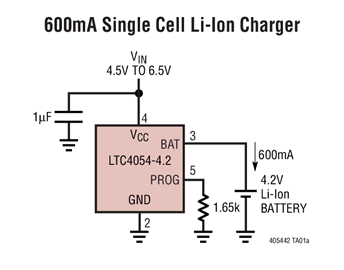 600mA Single Cell Li-Ion Charger
VIN
4.5V TO 6.5V
1µF
4
VCC
BAT
3
600mA
LTC4054-4.2
PROG
5
4.2V
Li-Ion
BATTERY
1.65k
GND
2
405442 TA01a